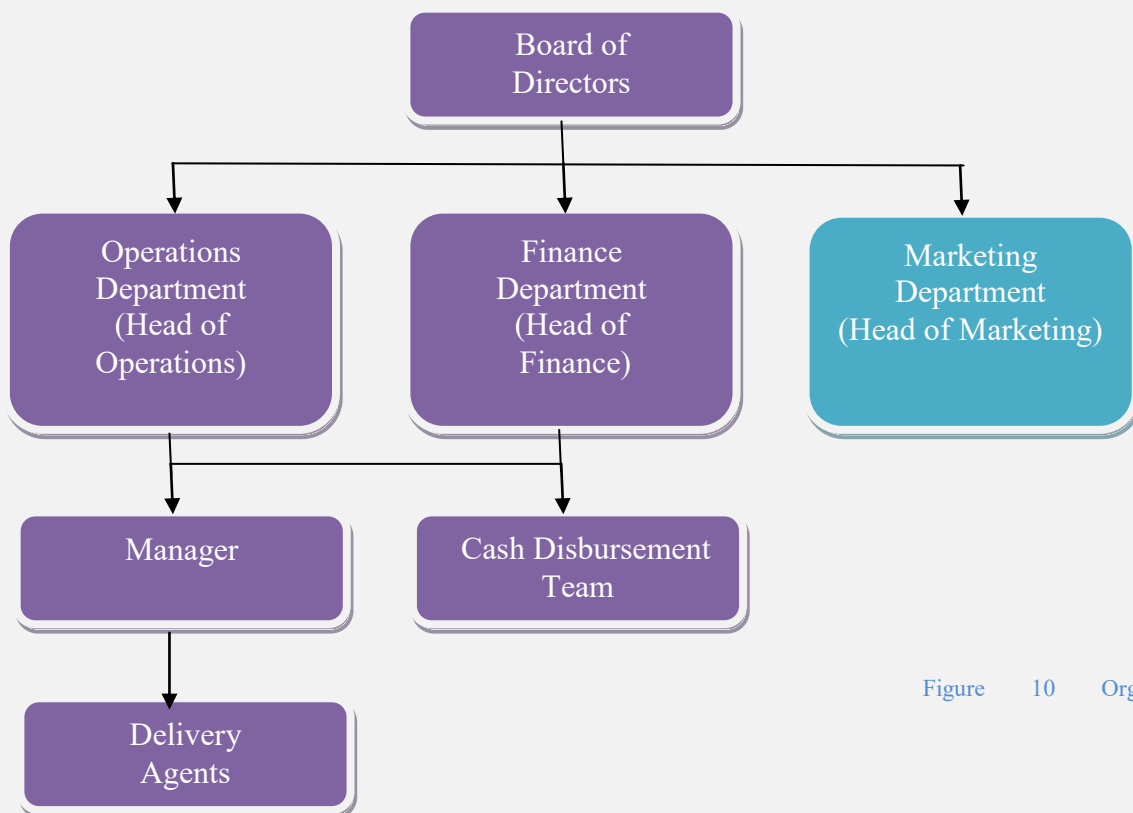 Board of
Directors
Operations
Department
(Head of
Operations)
Finance
Department
(Head of
Finance)
Marketing
Department
(Head of Marketing)
Manager
Cash Disbursement
Team
Figure 10 Org
Delivery
Agents